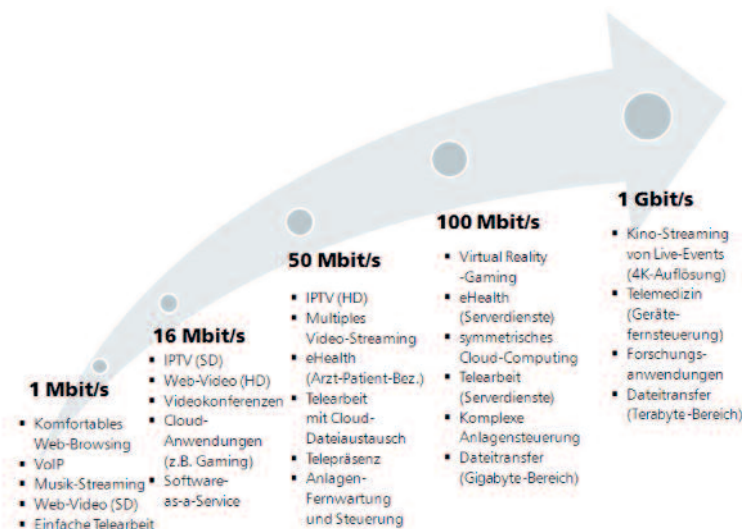 1 Mbit/s
▪ Komfortables
Web-Browsing
▪ VoIP
▪ Musik-Streaming
▪ Web-Video (SD)
▪ Einfache Telearbeit
16 Mbit/s
▪ IPTV (SD)
▪ Web-Video (HD)
▪ Videokonferenzen
▪ Cloud-
Anwendungen
(z.B. Gaming)
▪ Software-
as-a-Service
50 Mbit/s
▪ IPTV (HD)
▪ Multiples
Video-Streaming
▪ eHealth
(Arzt-Patient-Bez.)
▪ Telearbeit
mit Cloud-
Dateiaustausch
▪ Telepräsenz
▪ Anlagen-
Fernwartung
und Steuerung
100 Mbit/s
▪ Virtual Reality
-Gaming
▪ eHealth
(Serverdienste)
▪ symmetrisches
Cloud-Computing
▪ Telearbeit
(Serverdienste)
▪ Komplexe
Anlagensteuerung
▪ Dateitransfer
(Gigabyte-Bereich)
1 Gbit/s
▪ Kino-Streaming
von Live-Events
(4K-Auflösung)
▪ Telemedizin
(Geräte-
fernsteuerung)
▪ Forschungs-
anwendungen
▪ Dateitransfer
(Terabyte-Bereich)